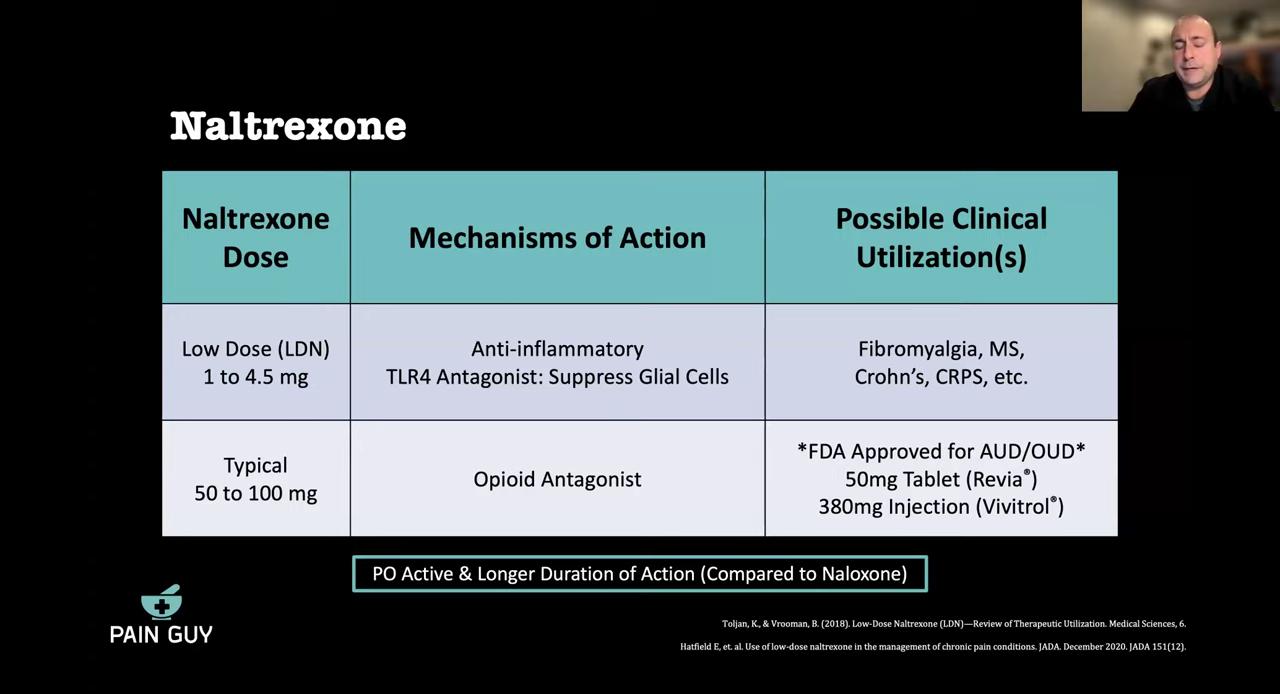 Naltrexone
Naltrexone
Dose
Mechanisms of Action
Possible Clinical
Utilization(s)
Low Dose (LDN)
1 to 4.5 mg
Anti-inflammatory
TLR4 Antagonist: Suppress Glial Cells
Fibromyalgia, MS,
Crohn’s, CRPS, etc.
Typical
50 to 100 mg
Opioid Antagonist
*FDA Approved for AUD/OUD*
50mg Tablet (Revia®)
380mg Injection (Vivitrol®)
PO Active & Longer Duration of Action (Compared to Naloxone)
PAIN GUY
Toljan, K., & Vrooman, B. (2018). Low-Dose Naltrexone (LDN)—Review of Therapeutic Utilization. Medical Sciences, 6.
Hatfield E, et. al. Use of low-dose naltrexone in the management of chronic pain conditions. JADA. December 2020. JADA 151(12).